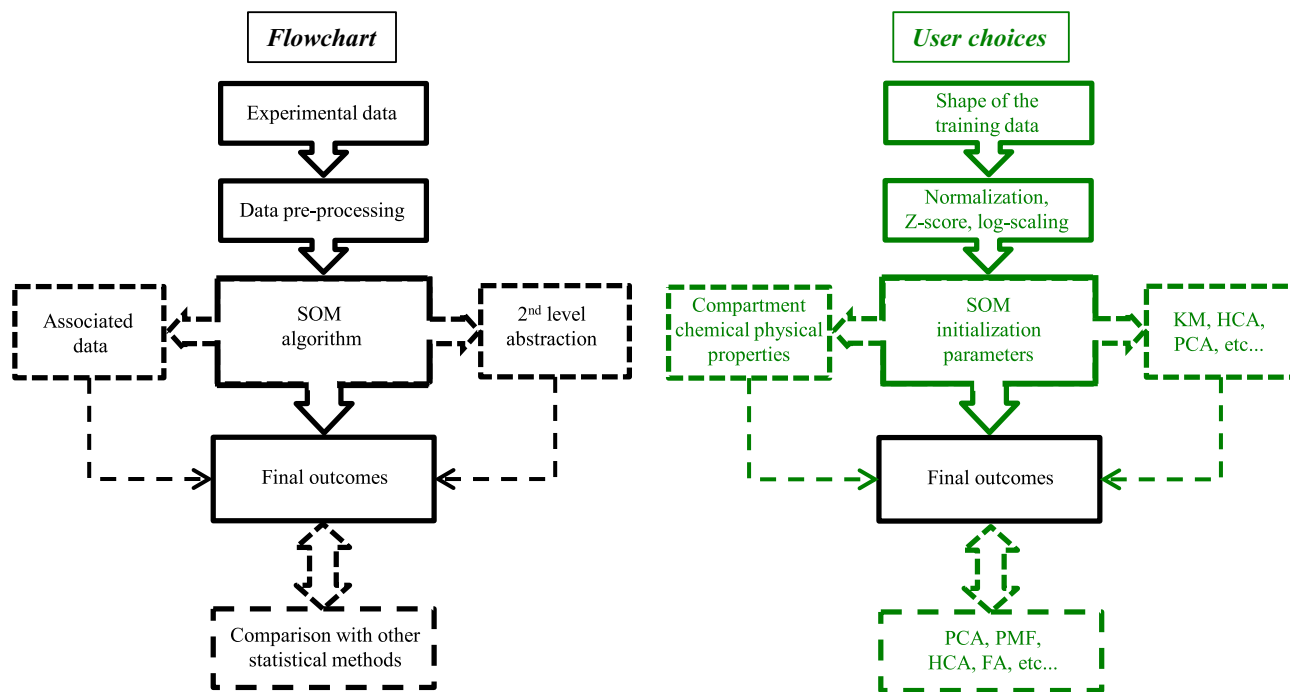 Flowchart
Experimental data
Data pre-processing
Associated
data
SOM
algorithm
2nd level
abstraction
Final outcomes
Comparison with other
statistical methods
User choices
Shape of the
training data
Normalization,
Z-score, log-scaling
Compartment
chemical physical
properties
SOM
initialization
parameters
KM, HCA,
PCA, etc...
Final outcomes
PCA, PMF,
HCA, FA, etc...